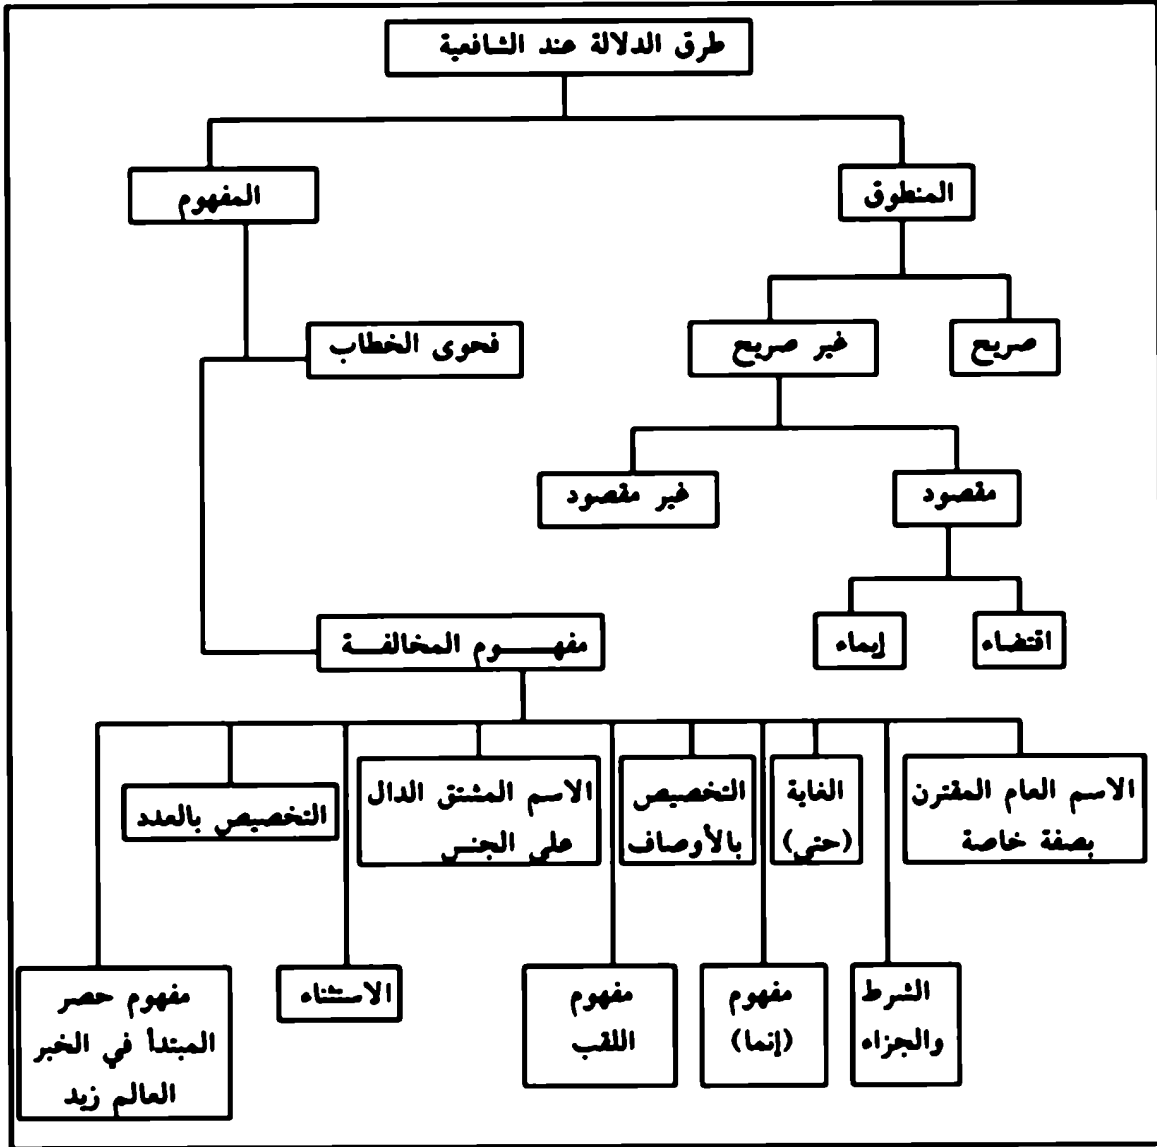 طرق الدلالة عند الشافعية
المنطوق
المفهوم
صريح
غير صريح
فحوى الخطاب
مقصود
غير مقصود
اقتضاء
إيماء
مفهـــــوم المخالفـــة
الاسم العام المقترن
بصفة خاصة
الغاية
(حتى)
التخصيص
بالأوصاف
الاسم المشتق الدال
على الجنس
التخصيص بالعدد
الشرط
والجزاء
مفهوم
(إنما)
مفهوم
اللقب
الاستثناء
مفهوم حصر
المبتدأ في الخبر
العالم زيد